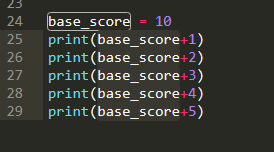 23
24 base_score = 10
25 print(base_score+1)
26 print(base_score+2)
27 print(base_score+3)
28 print(base_score+4)
29 print(base_score+5)